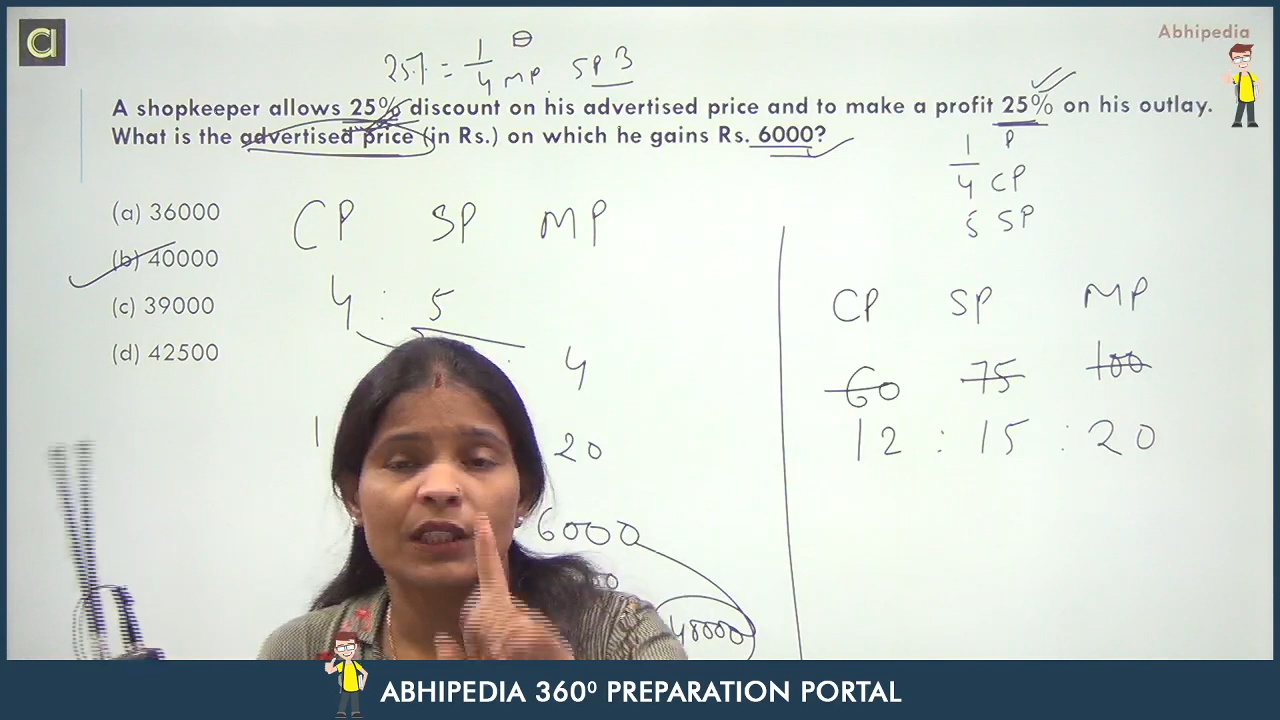 a
Abhipedia
25% = 1/4 MP SP 3
A shopkeeper allows 25% discount on his advertised price and to make a profit 25% on his outlay.
What is the advertised price (in Rs.) on which he gains Rs. 6000?
1 P
4 CP
5 SP
(a) 36000
(b) 40000
(c) 39000
(d) 42500
CP SP MP
4 : 5
4
1
20
6000
40000
CP SP MP
60 75 100
12 : 15 : 20
ABHIPEDIA 360⁰ PREPARATION PORTAL